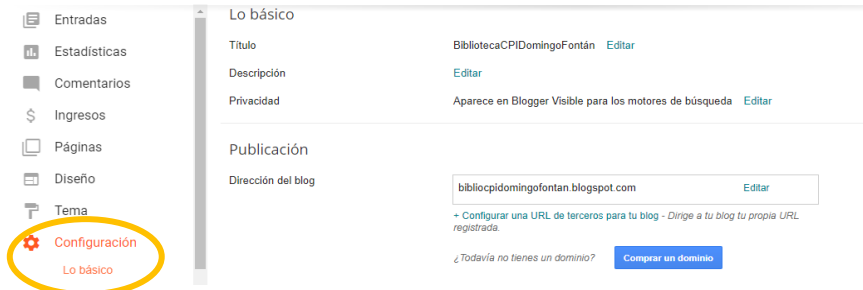 Entradas
Estadísticas
Comentarios
Ingresos
Páginas
Diseño
Tema
Configuración
Lo básico
Lo básico
Título BibliotecaCPIDomingoFontán Editar
Descripción Editar
Privacidad Aparece en Blogger Visible para los motores de búsqueda Editar
Publicación
Dirección del blog bibliocpidomingofontan.blogspot.com Editar
+ Configurar una URL de terceros para tu blog - Dirige a tu blog tu propia URL
registrada.
¿Todavía no tienes un dominio? Comprar un dominio